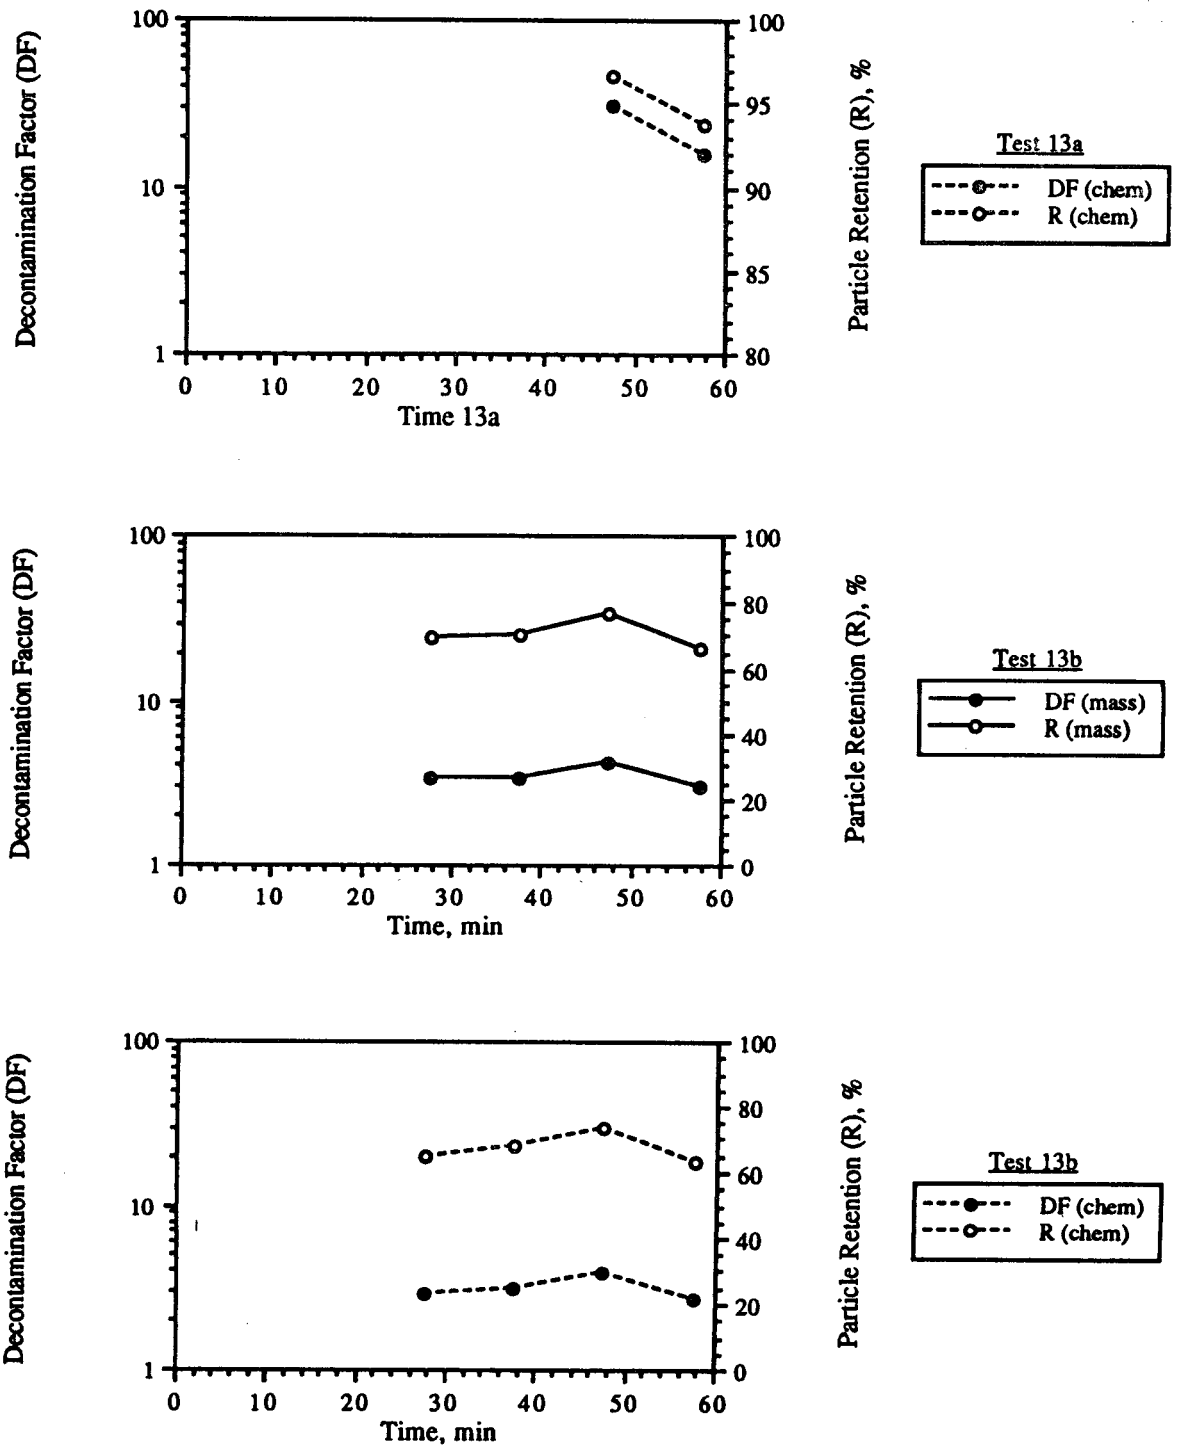 Decontamination Factor (DF)
100
10
1
0 10 20 30 40 50 60
Time 13a
100
95
90
85
80
Particle Retention (R), %
Test 13a
DF (chem)
R (chem)
Decontamination Factor (DF)
100
10
1
0 10 20 30 40 50 60
Time, min
100
80
60
40
20
0
Particle Retention (R), %
Test 13b
DF (mass)
R (mass)
Decontamination Factor (DF)
100
10
1
0 10 20 30 40 50 60
Time, min
100
80
60
40
20
0
Particle Retention (R), %
Test 13b
DF (chem)
R (chem)